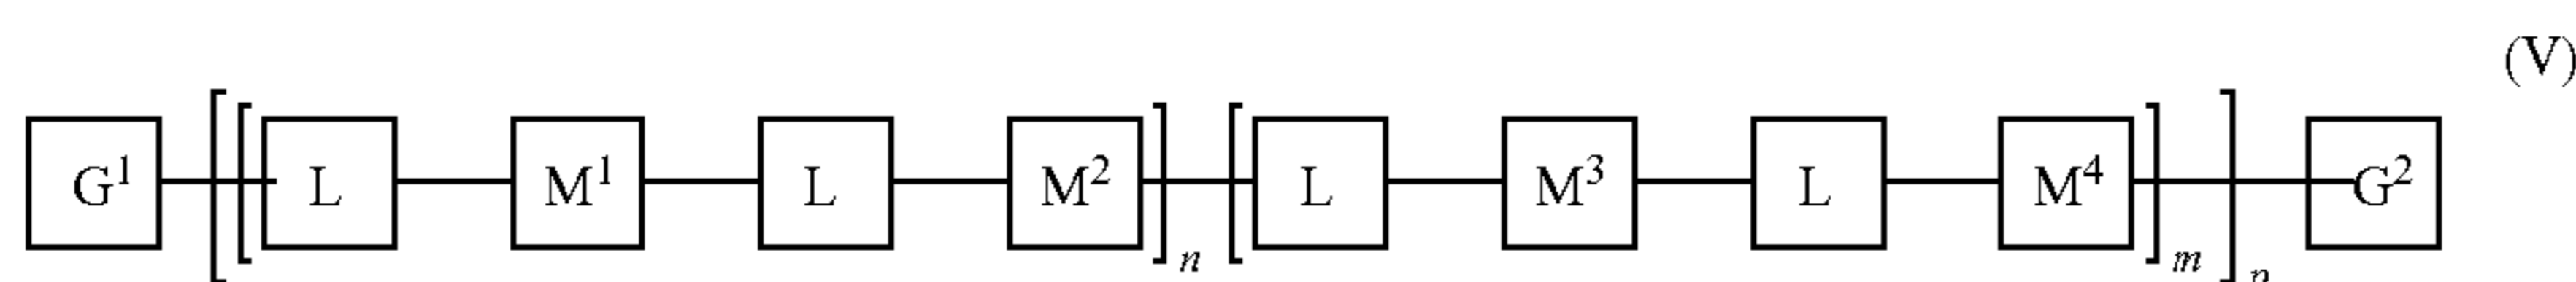 (V)
G¹ [ [ L M¹ L M² ]ₙ [ L M³ L M⁴ ]ₘ ] G²